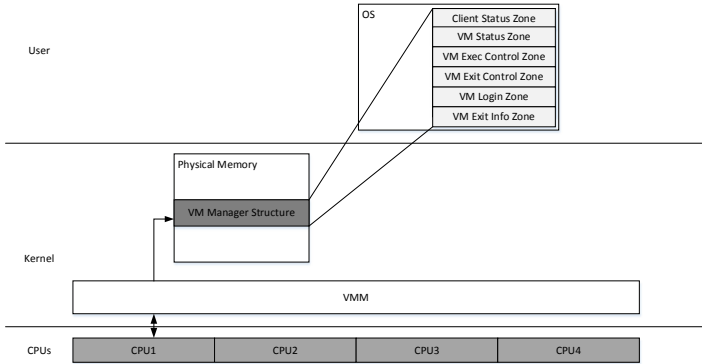 OS
Client Status Zone
VM Status Zone
User
VM Exec Control Zone
VM Exit Control Zone
VM Login Zone
VM Exit Info Zone
Physical Memory
VM Manager Structure
Kernel
VMM
CPUs
CPU1
CPU2
CPU3
CPU4